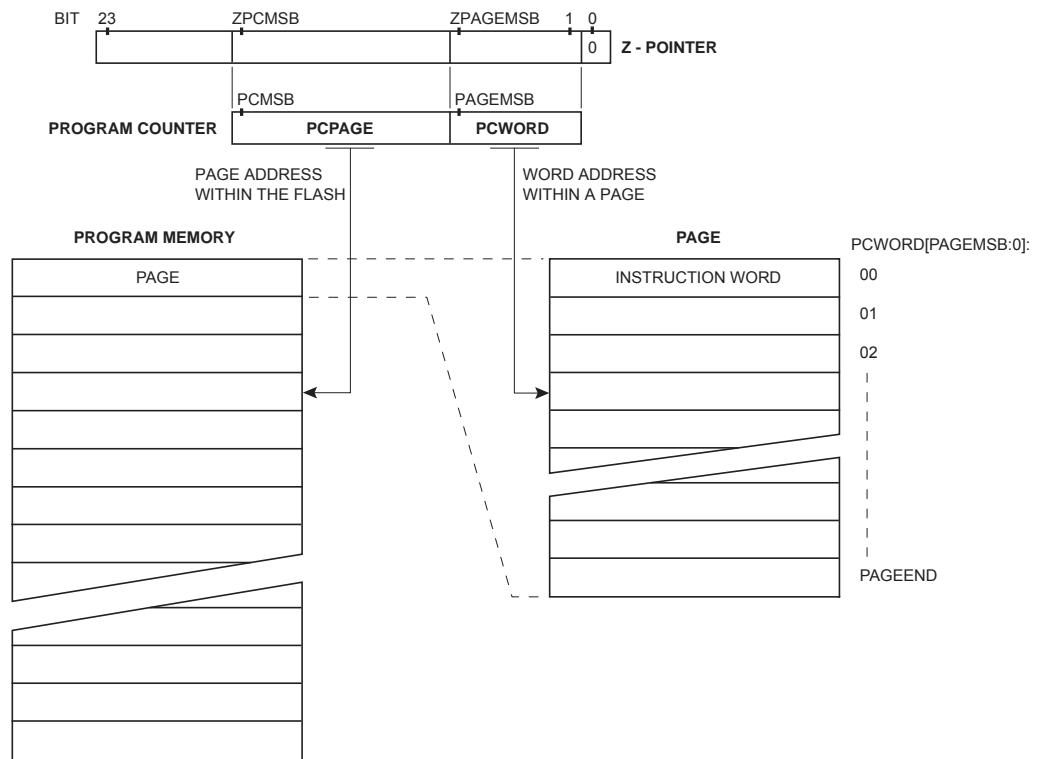 BIT 23 ZPCMSB ZPAGEMSB 1 0
0 Z - POINTER
PCMSB PAGEMSB
PROGRAM COUNTER PCPAGE PCWORD
PAGE ADDRESS
WITHIN THE FLASH
WORD ADDRESS
WITHIN A PAGE
PROGRAM MEMORY PAGE PCWORD[PAGEMSB:0]:
PAGE INSTRUCTION WORD 00
01
02
PAGEEND